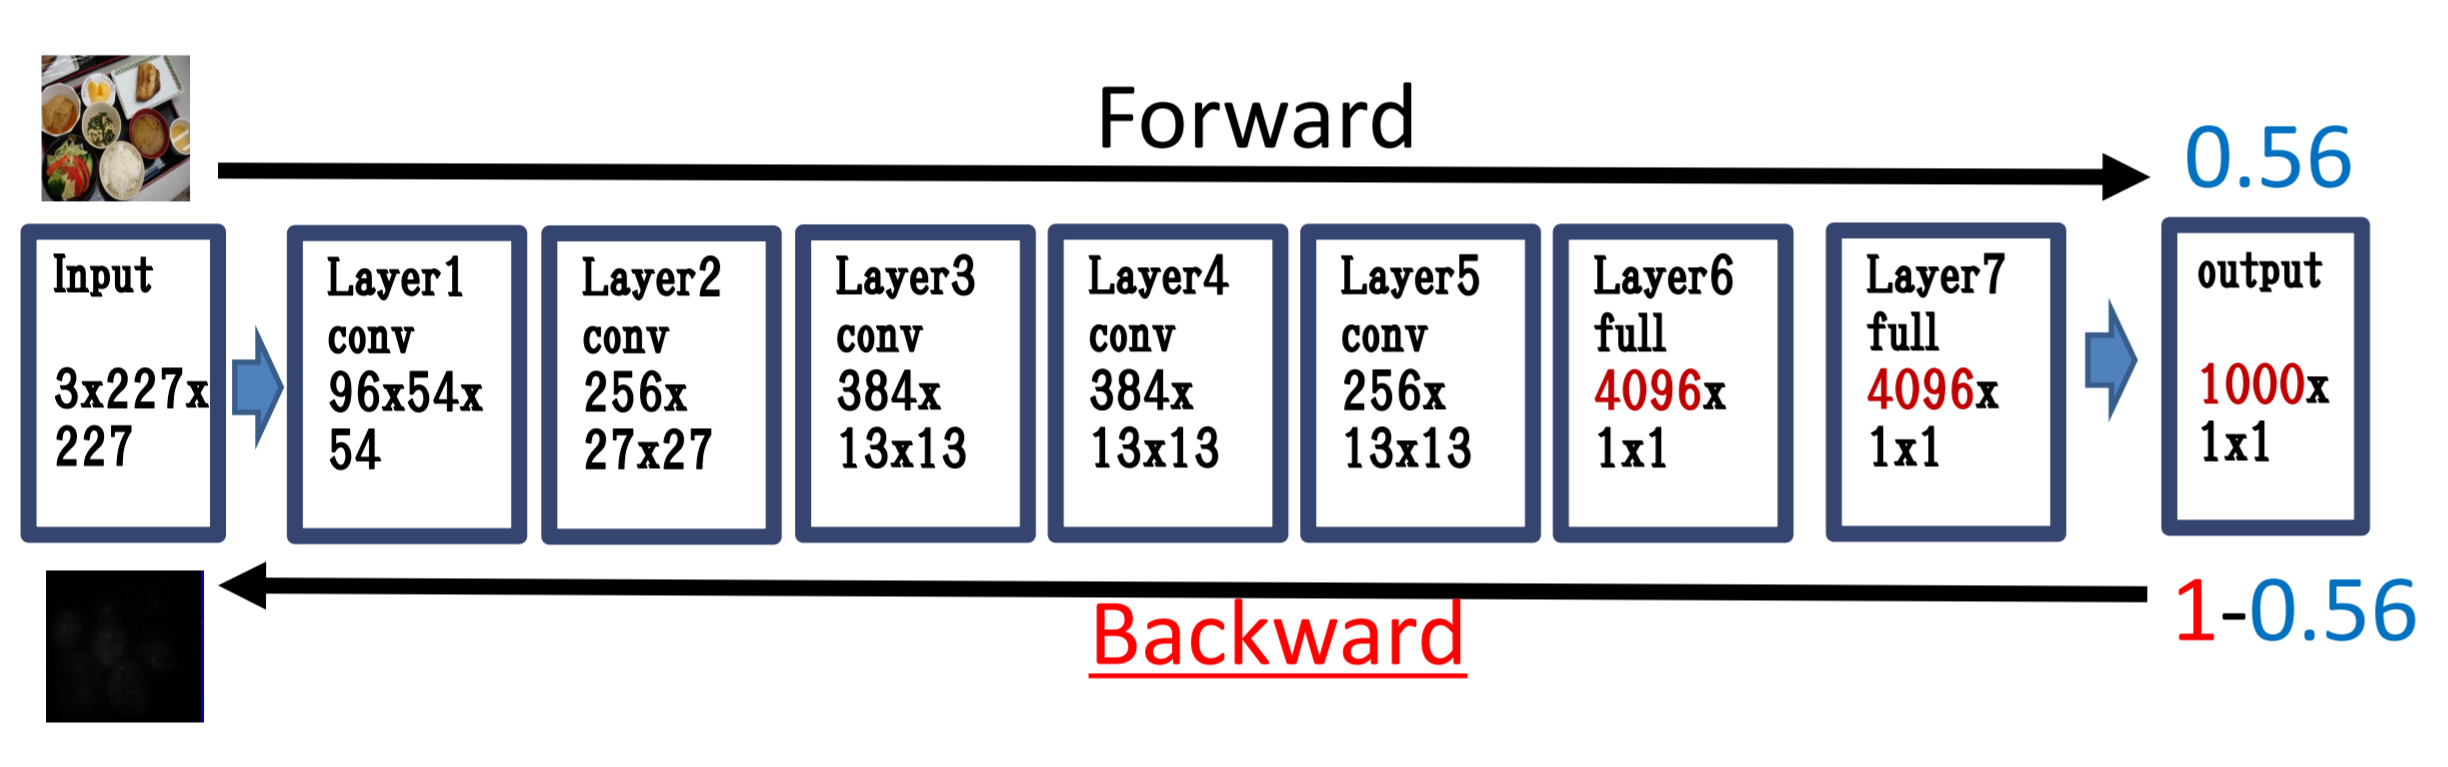 Forward
0.56
Input
3x227x
227
Layer1
conv
96x54x
54
Layer2
conv
256x
27x27
Layer3
conv
384x
13x13
Layer4
conv
384x
13x13
Layer5
conv
256x
13x13
Layer6
full
4096x
1x1
Layer7
full
4096x
1x1
output
1000x
1x1
Backward
1-0.56